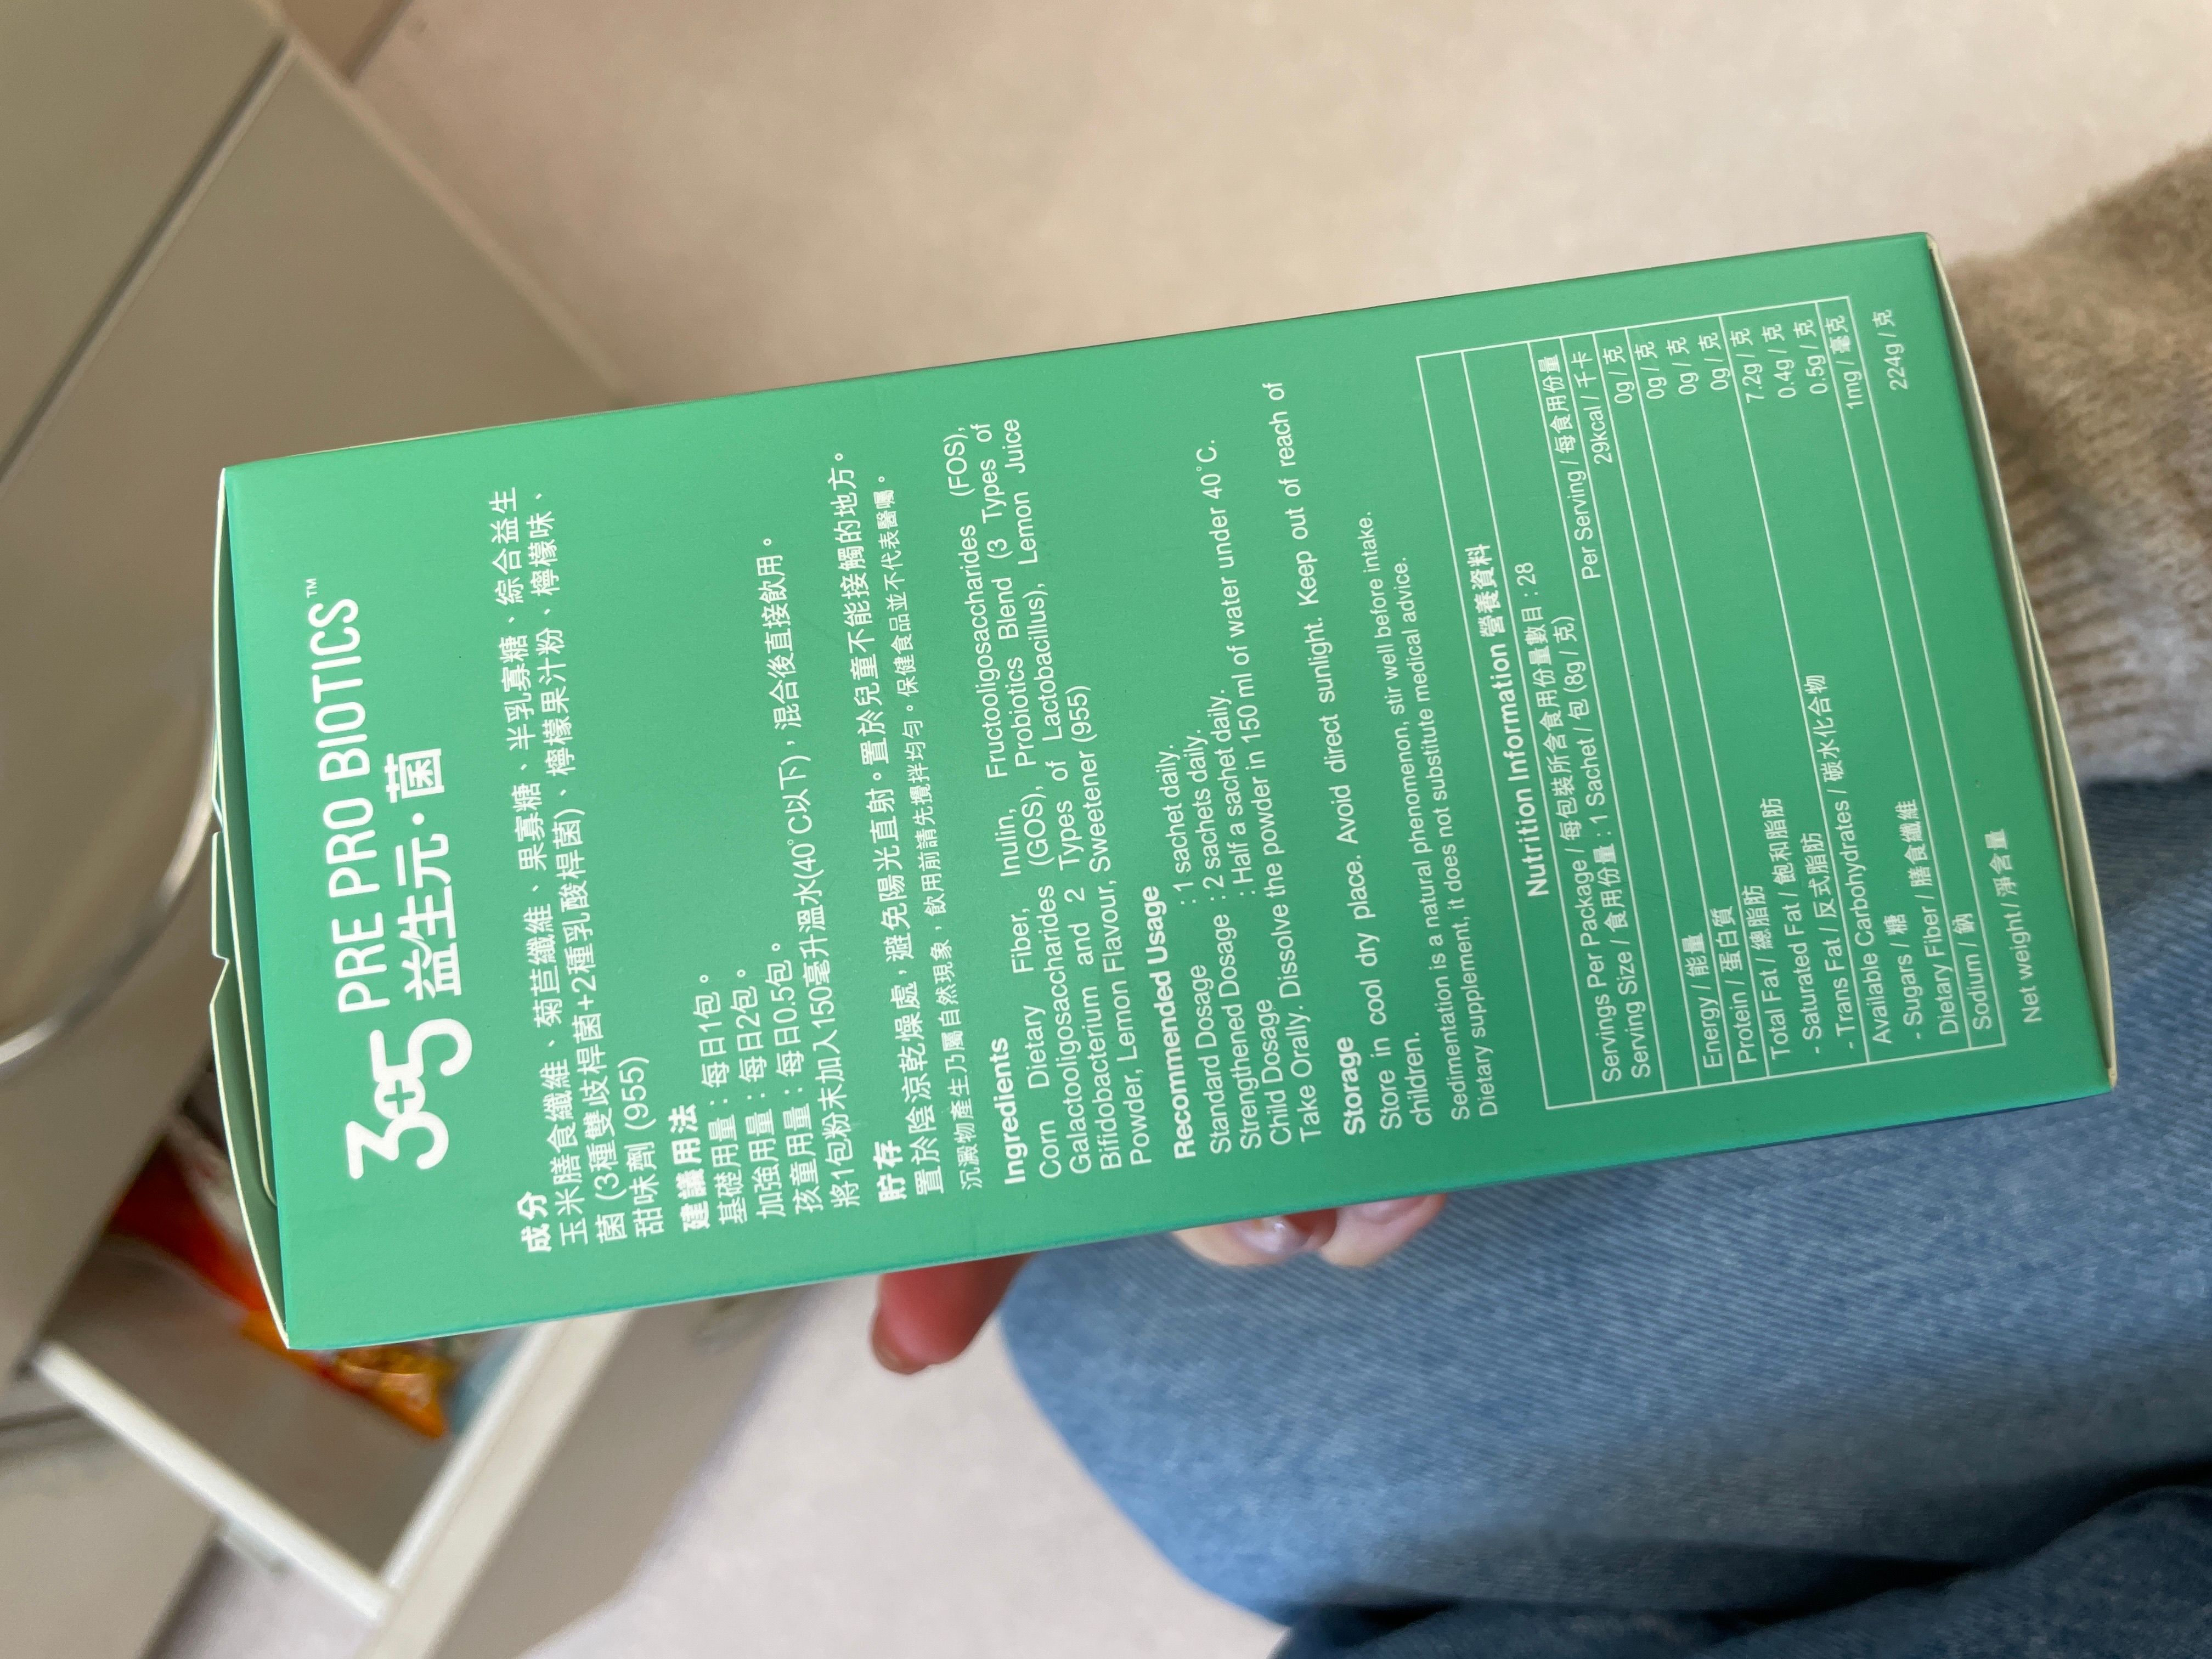 3+5 PRE PRO BIOTICS™
益生元·菌
成分
玉米膳食纖維、菊苣纖維、果寡糖、半乳寡糖、綜合益生
菌 (3種雙歧桿菌+2種乳酸桿菌)、檸檬果汁粉、檸檬味、
甜味劑 (955)
建議用法
基礎用量：每日1包。
加強用量：每日2包。
孩童用量：每日0.5包。
將1包粉末加入150毫升溫水(40°C以下)，混合後直接飲用。
貯存
置於陰涼乾燥處，避免陽光直射。置於兒童不能接觸的地方。
沉澱物產生乃屬自然現象，飲用前請先攪拌均勻。保健食品並不代表醫囑。
Ingredients
Corn Dietary Fiber, Inulin, Fructooligosaccharides (FOS),
Galactooligosaccharides (GOS), Probiotics Blend (3 Types of
Bifidobacterium and 2 Types of Lactobacillus), Lemon Juice
Powder, Lemon Flavour, Sweetener (955)
Recommended Usage
Standard Dosage : 1 sachet daily.
Strengthened Dosage : 2 sachets daily.
Child Dosage : Half a sachet daily.
Take Orally. Dissolve the powder in 150 ml of water under 40°C.
Storage
Store in cool dry place. Avoid direct sunlight. Keep out of reach of
children.
Sedimentation is a natural phenomenon, stir well before intake.
Dietary supplement, it does not substitute medical advice.
Nutrition Information 營養資料
Servings Per Package / 每包裝所含食用份量數目 : 28
Serving Size / 食用份量 : 1 Sachet / 包 (8g / 克)
Per Serving / 每食用份量
Energy / 能量 29kcal / 千卡
Protein / 蛋白質 0g / 克
Total Fat / 總脂肪 0g / 克
- Saturated Fat / 飽和脂肪 0g / 克
- Trans Fat / 反式脂肪 0g / 克
Available Carbohydrates / 碳水化合物 7.2g / 克
- Sugars / 糖 0.4g / 克
Dietary Fiber / 膳食纖維 0.5g / 克
Sodium / 鈉 1mg / 毫克
Net weight / 淨含量 224g / 克